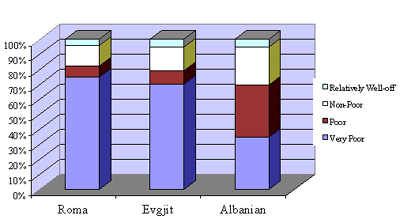 100%
90%
80%
70%
60%
50%
40%
30%
20%
10%
0%
Roma Evgjit Albanian
Relatively Well-off
Non-Poor
Poor
Very Poor